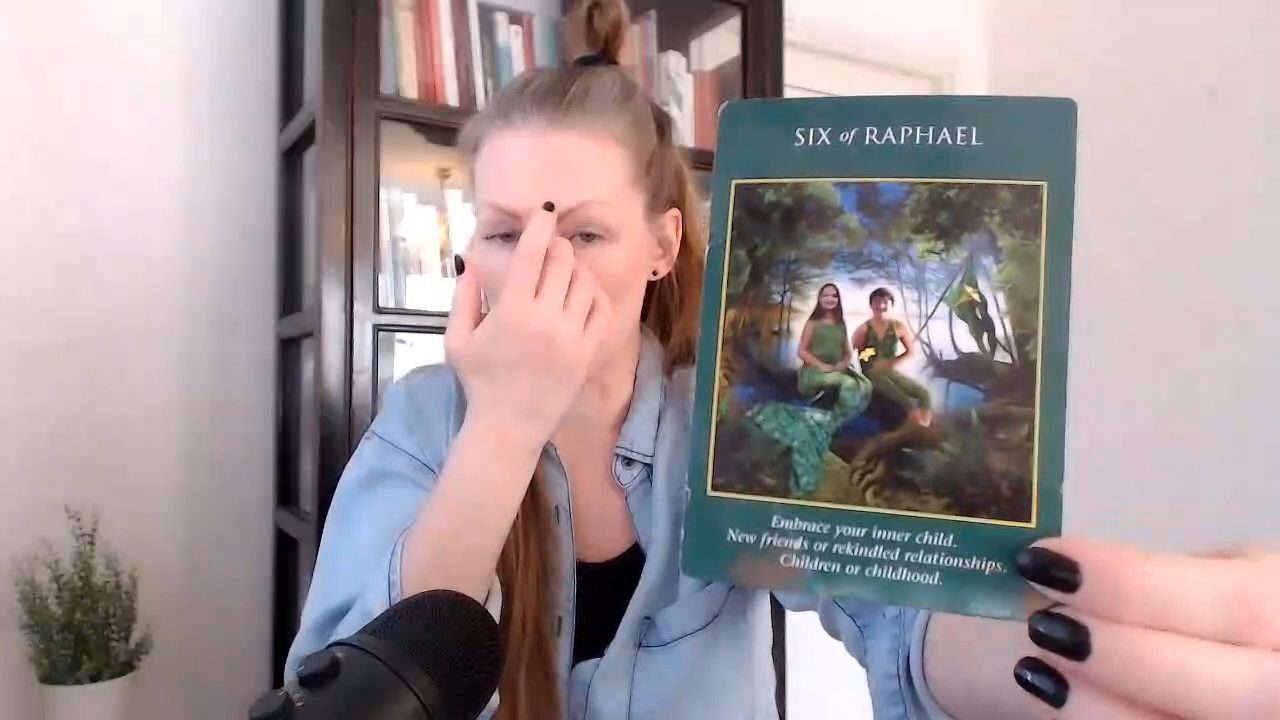 SIX of RAPHAEL
Embrace your inner child.
New friends or rekindled relationships.
Children or childhood.